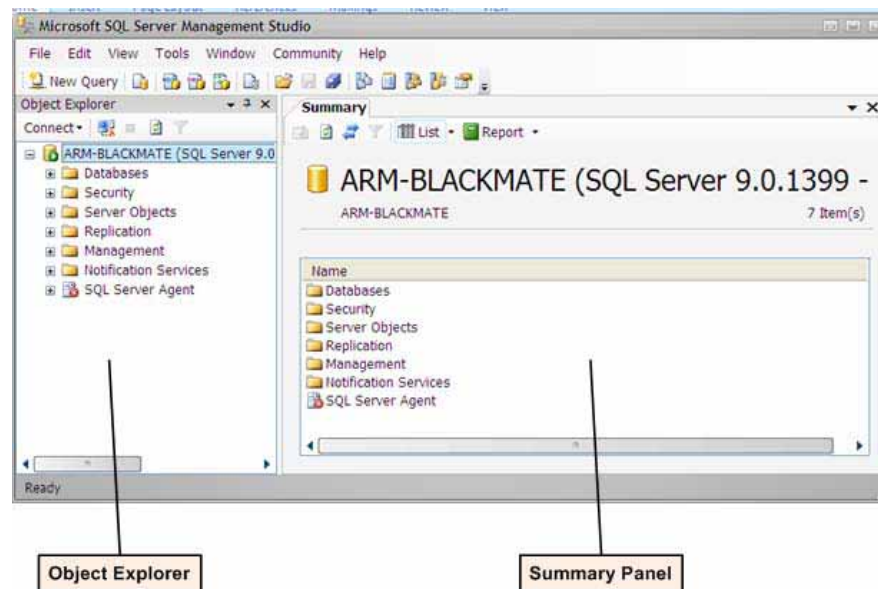 Microsoft SQL Server Management Studio
File Edit View Tools Window Community Help
New Query
Object Explorer
Connect
ARM-BLACKMATE (SQL Server 9.0
Databases
Security
Server Objects
Replication
Management
Notification Services
SQL Server Agent
Summary
List Report
ARM-BLACKMATE (SQL Server 9.0.1399 -
ARM-BLACKMATE 7 Item(s)
Name
Databases
Security
Server Objects
Replication
Management
Notification Services
SQL Server Agent
Ready
Object Explorer
Summary Panel